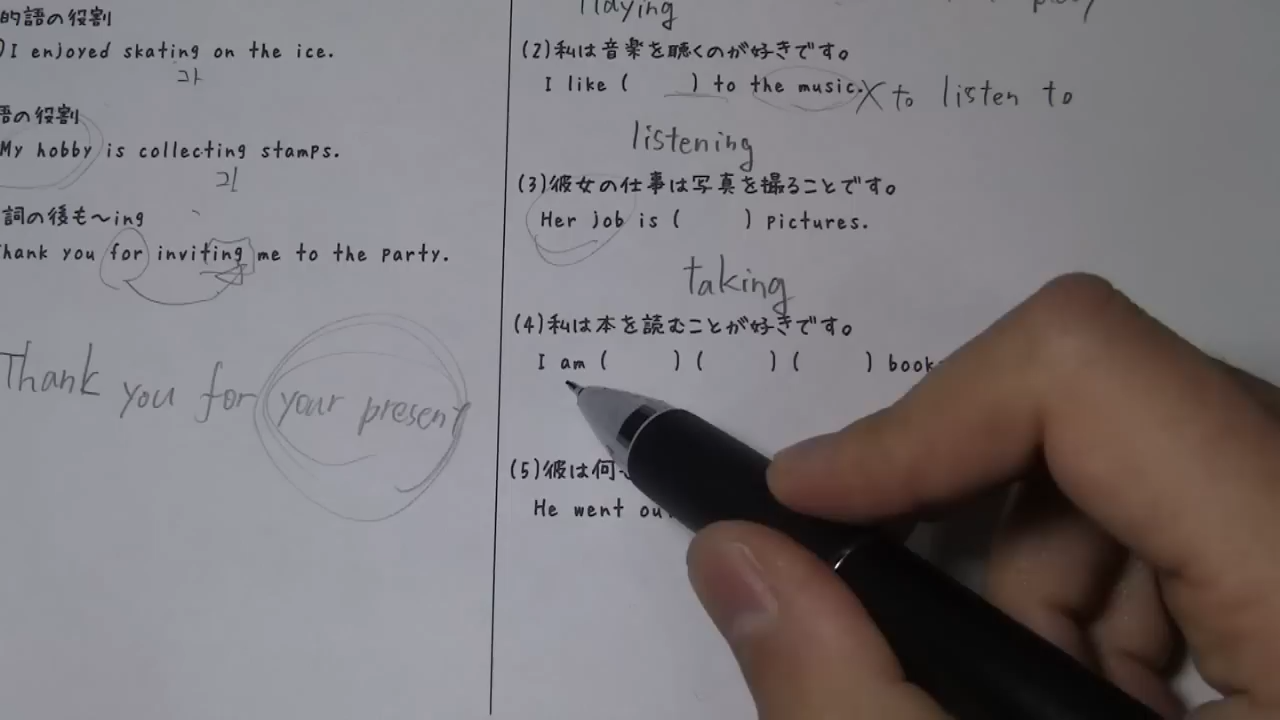 的語の役割
I enjoyed skating on the ice.
語の役割
My hobby is collecting stamps.
詞の後も〜ing
hank you for inviting me to the party.
Thank you for your present
laying
(2)私は音楽を聴くのが好きです。
I like ( ) to the music. X to listen to
listening
(3)彼女の仕事は写真を撮ることです。
Her job is ( ) pictures.
taking
(4)私は本を読むことが好きです。
I am ( ) ( ) ( ) book
(5)彼は何
He went ou